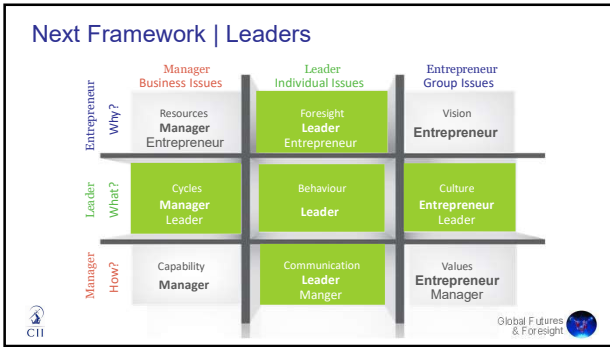 Next Framework | Leaders
Manager
Business Issues
Leader
Individual Issues
Entrepreneur
Group Issues
Entrepreneur
Why?
Resources
Manager
Entrepreneur
Foresight
Leader
Entrepreneur
Vision
Entrepreneur
Leader
What?
Cycles
Manager
Leader
Behaviour
Leader
Culture
Entrepreneur
Leader
Manager
How?
Capability
Manager
Communication
Leader
Manger
Values
Entrepreneur
Manager
CII
Global Futures
& Foresight